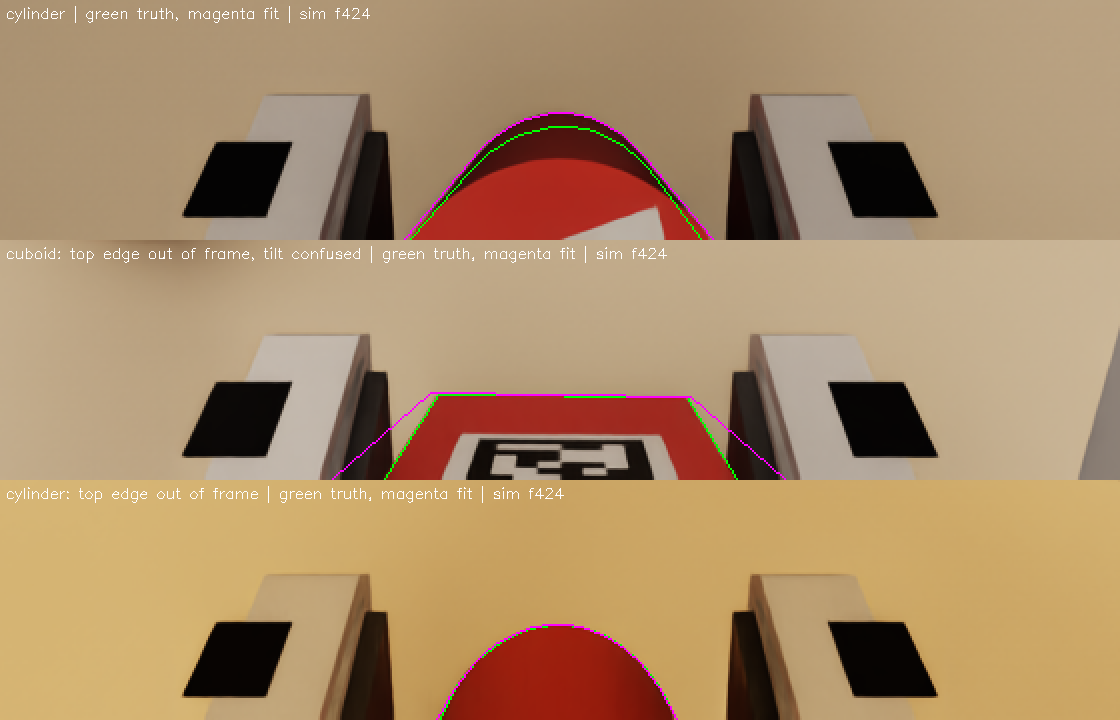 cylinder | green truth, magenta fit | sim f424
cuboid: top edge out of frame, tilt confused | green truth, magenta fit | sim f424
cylinder: top edge out of frame | green truth, magenta fit | sim f424